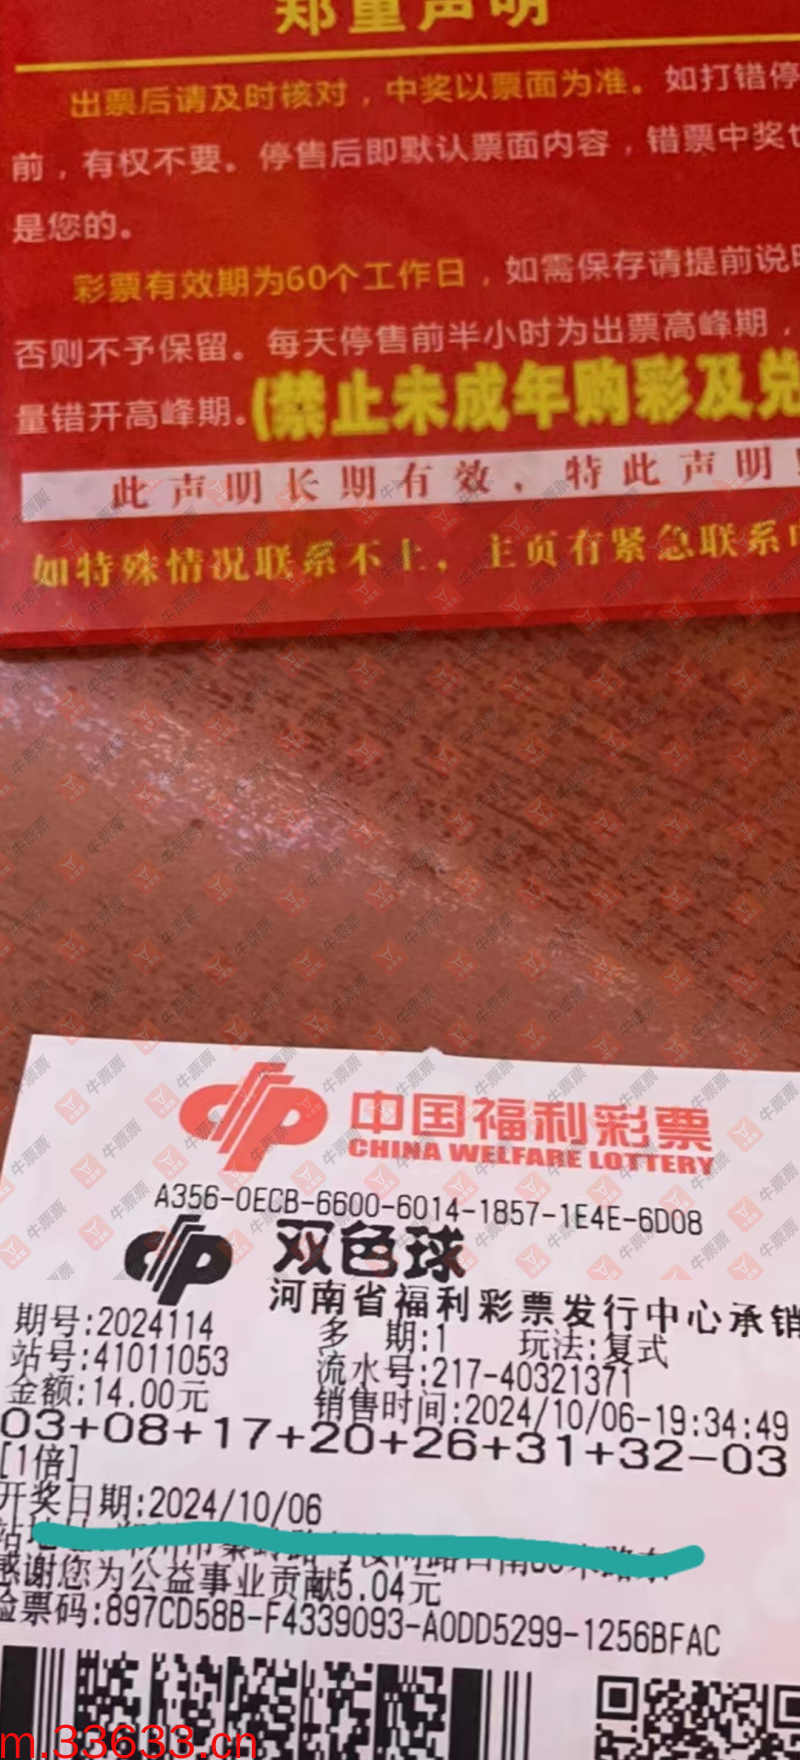 郑重声明
出票后请及时核对，中奖以票面为准。如打错停
前，有权不要。停售后即默认票面内容，错票中奖也
是您的。
彩票有效期为60个工作日，如需保存请提前说明
否则不予保留。每天停售前半小时为出票高峰期，
量错开高峰期。(禁止未成年购彩及兑
此声明长期有效，特此声明！
如特殊情况联系不上，主页有紧急联系
中国福利彩票
CHINA WELFARE LOTTERY
A356-0ECB-6600-6014-1857-1E4E-6D08
双色球
河南省福利彩票发行中心承销
期号:2024114 多 期:1 玩法:复式
站号:41011053 流水号:217-40321371
金额:14.00元 销售时间:2024/10/06-19:34:49
03+08+17+20+26+31+32-03
[1倍]
开奖日期:2024/10/06
感谢您为公益事业贡献5.04元
验票码:897CD58B-F4339093-A0DD5299-1256BFAC
m.33633.cn
牛票票